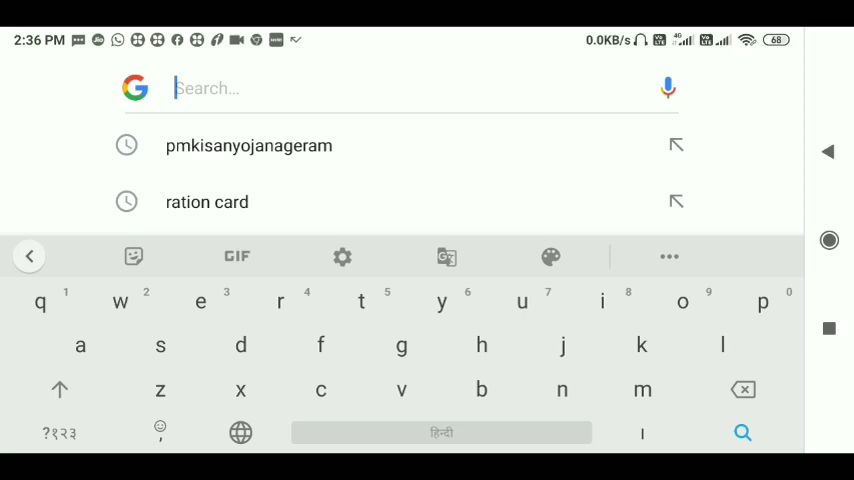 2:36 PM 0.0KB/s 4G 68
Search...
pmkisanyojanageram
ration card
GIF
q 1 w 2 e 3 r 4 t 5 y 6 u 7 i 8 o 9 p 0
a s d f g h j k l
z x c v b n m
?१२३ , हिन्दी ।